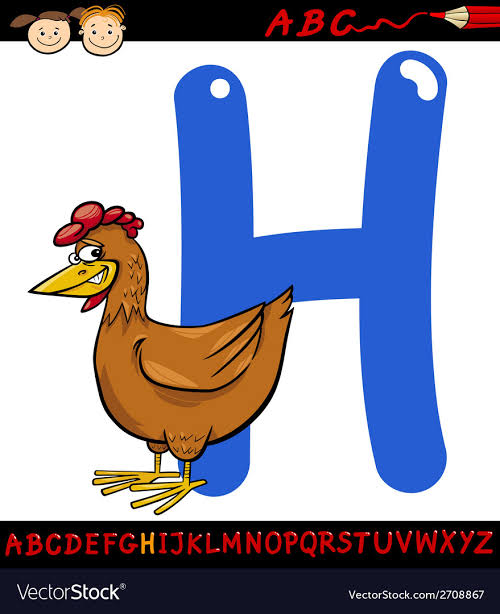 ABC
H
ABCDEFGHIJKLMNOPQRSTUVWXYZ
VectorStock® VectorStock.com/2708867